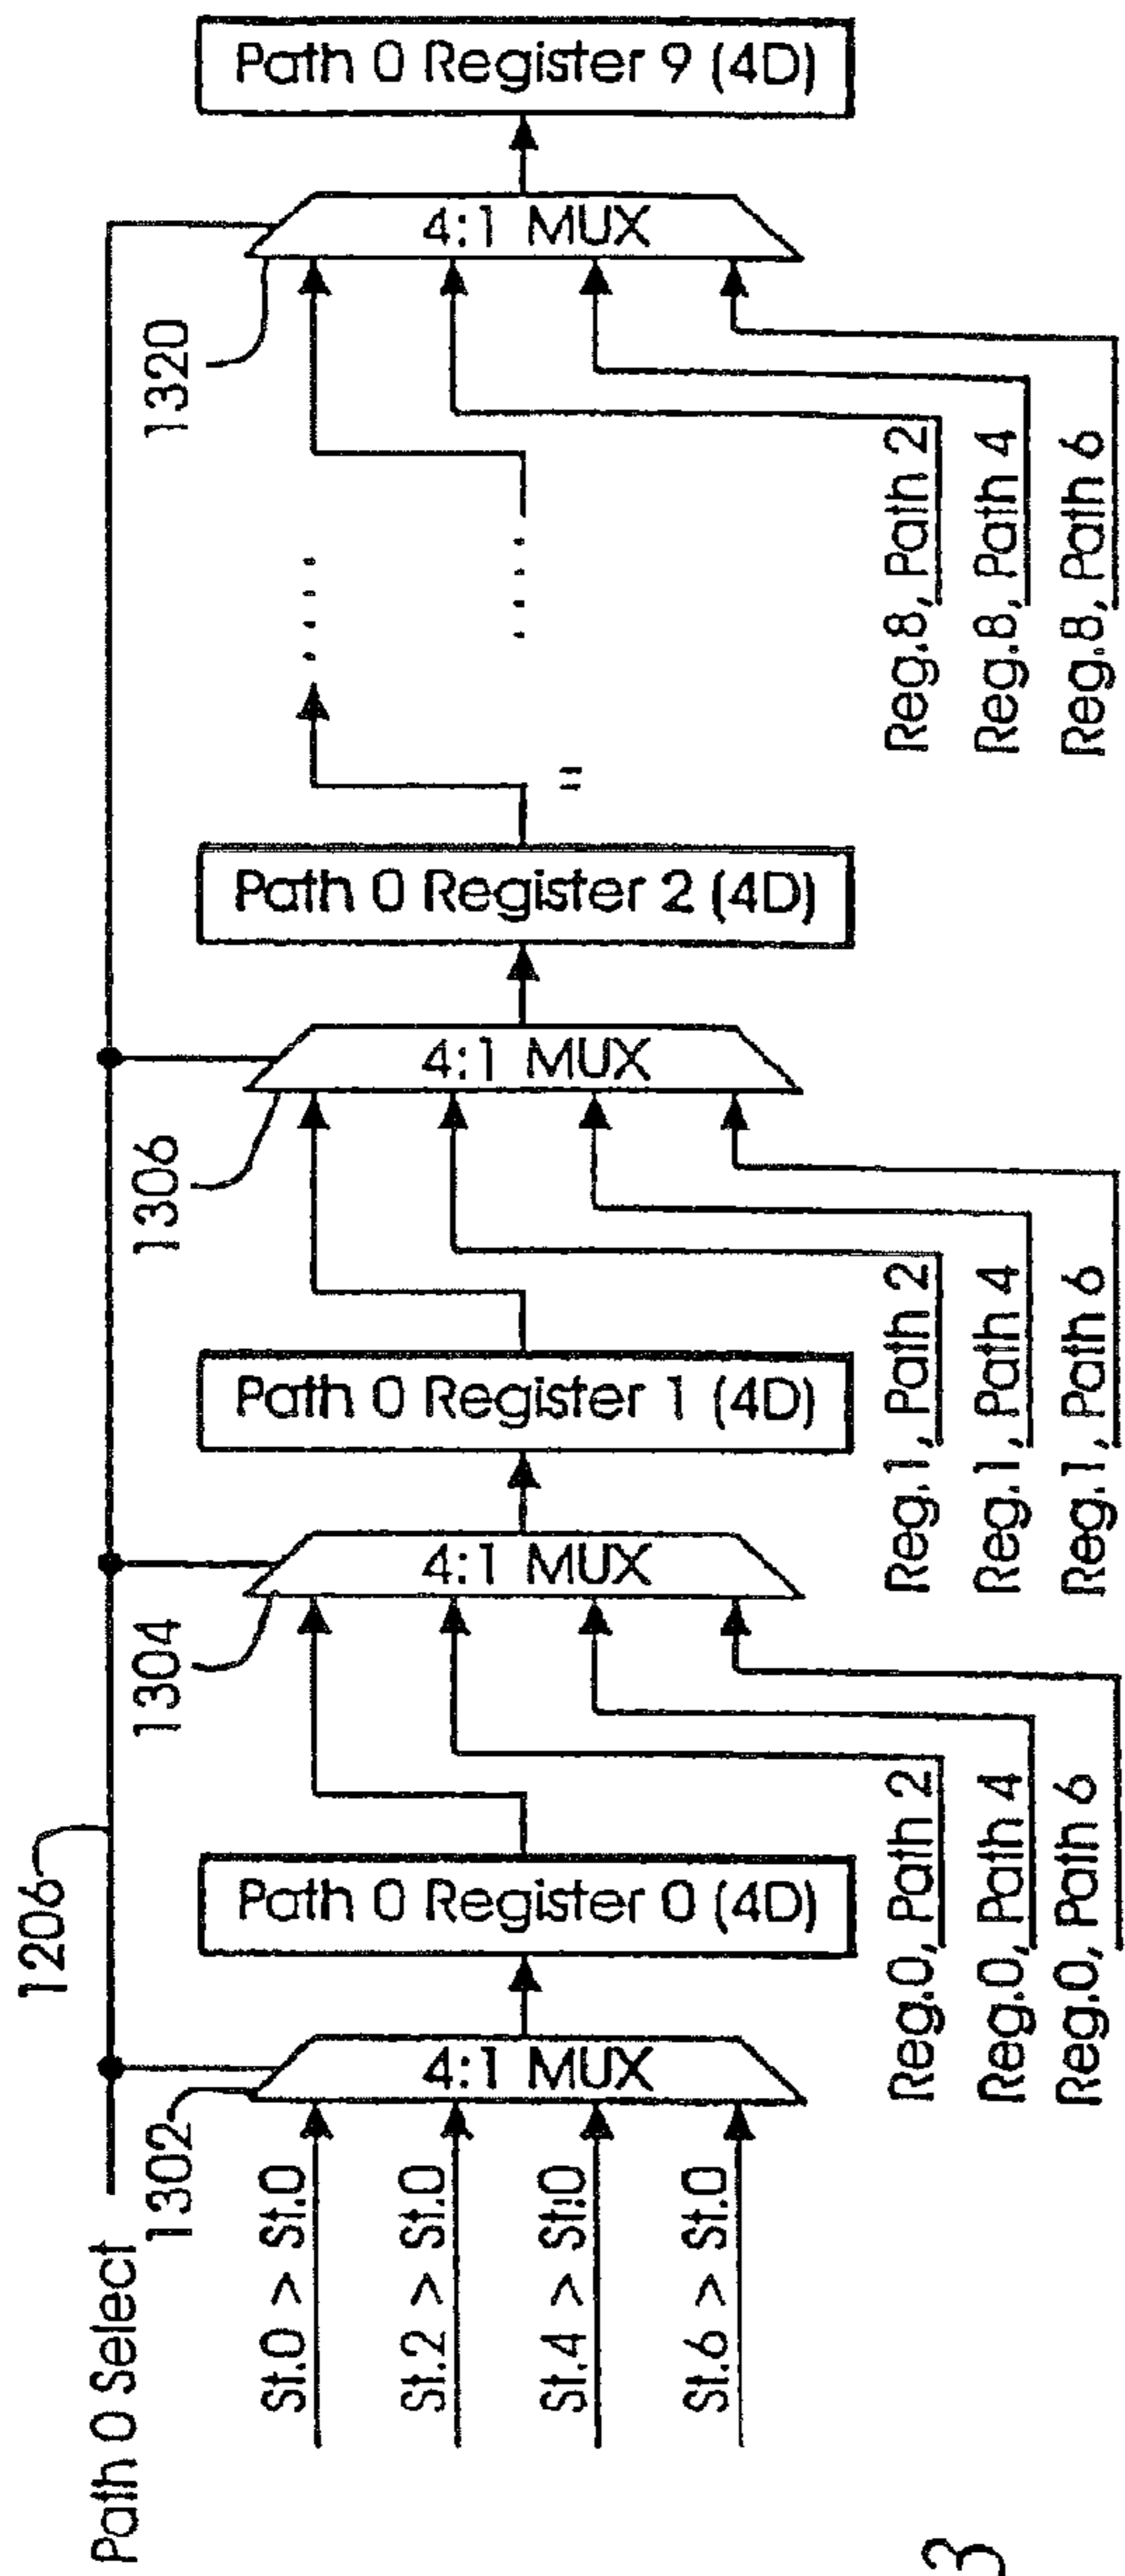 Path 0 Select
1206
1302
St.0 > St.0
St.2 > St.0
St.4 > St.0
St.6 > St.0
4:1 MUX
Path 0 Register 0 (4D)
Reg.0, Path 2
Reg.0, Path 4
Reg.0, Path 6
1304
4:1 MUX
Path 0 Register 1 (4D)
Reg.1, Path 2
Reg.1, Path 4
Reg.1, Path 6
1306
4:1 MUX
Path 0 Register 2 (4D)
Reg.8, Path 2
Reg.8, Path 4
Reg.8, Path 6
1320
4:1 MUX
Path 0 Register 9 (4D)
3